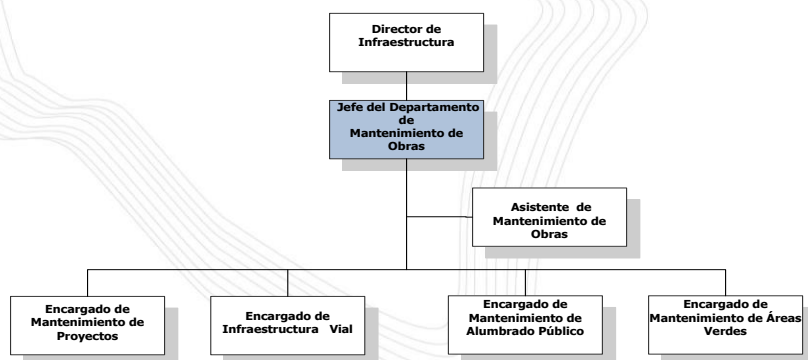 Director de
Infraestructura
Jefe del Departamento
de
Mantenimiento de
Obras
Asistente de
Mantenimiento de
Obras
Encargado de
Mantenimiento de
Proyectos
Encargado de
Infraestructura Vial
Encargado de
Mantenimiento de
Alumbrado Público
Encargado de
Mantenimiento de Áreas
Verdes